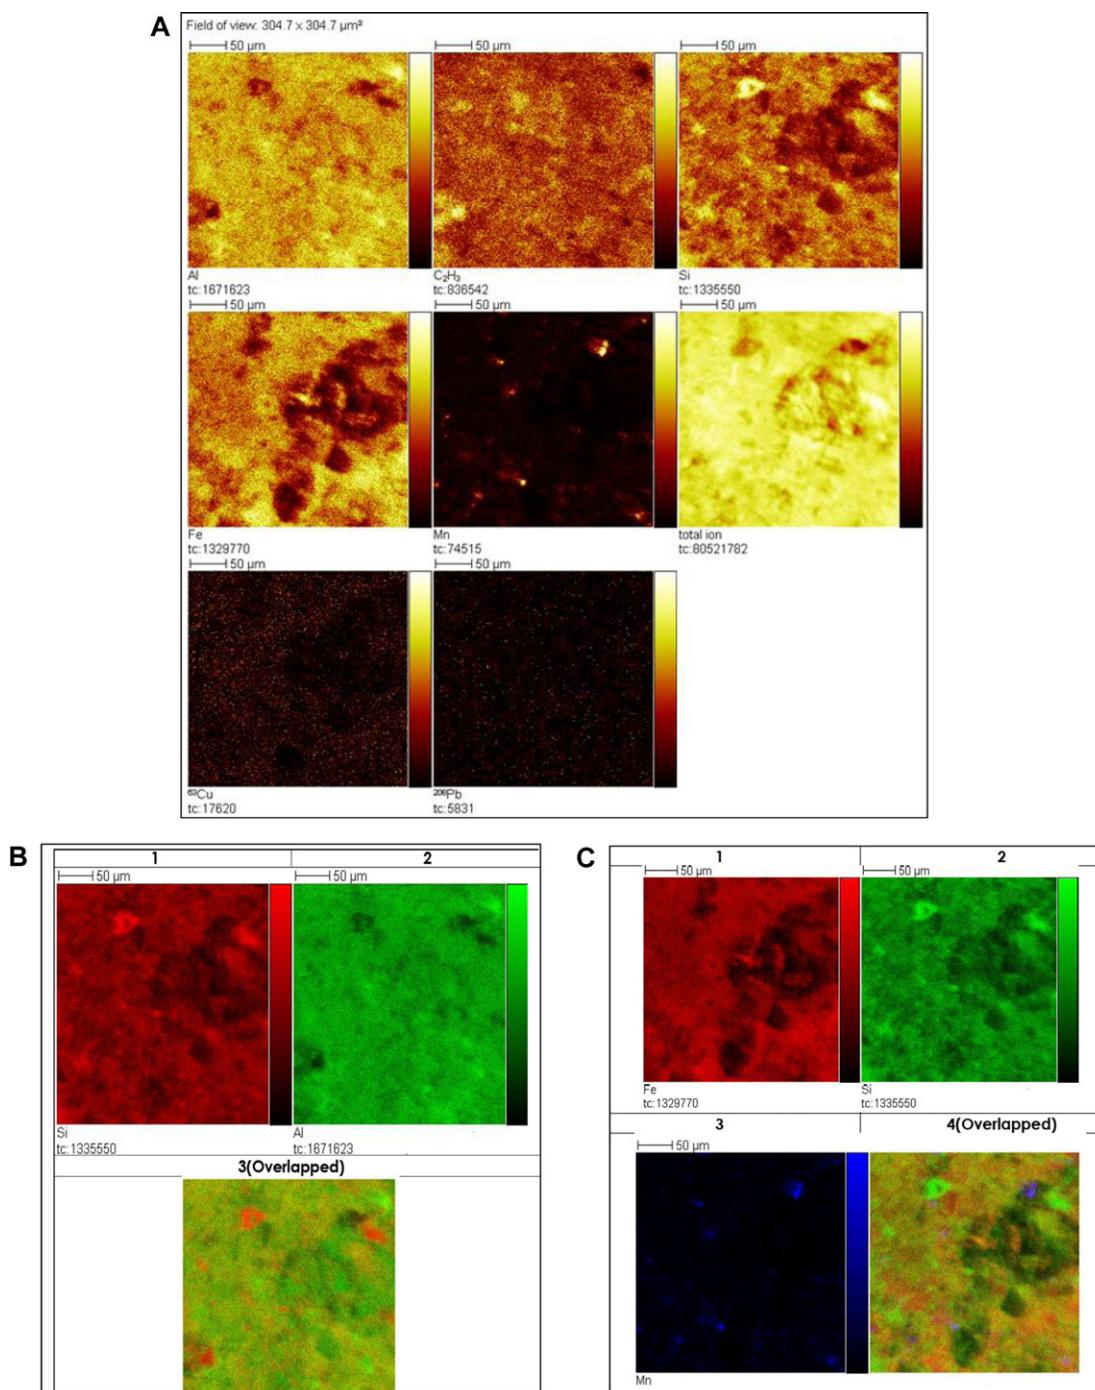 A
Field of view: 304.7 x 304.7 µm²
50 µm 50 µm 50 µm
Al C₂H₃ Si
tc:1671623 tc:836542 tc:1335550
50 µm 50 µm 50 µm
Fe Mn total ion
tc:1329770 tc:74515 tc:80521782
50 µm 50 µm
⁶³Cu ²⁰⁸Pb
tc:17620 tc:5831
B
1 2
50 µm 50 µm
Si Al
tc:1335550 tc:1671623
3(Overlapped)
C
1 2
50 µm 50 µm
Fe Si
tc:1329770 tc:1335550
3 4(Overlapped)
50 µm
Mn